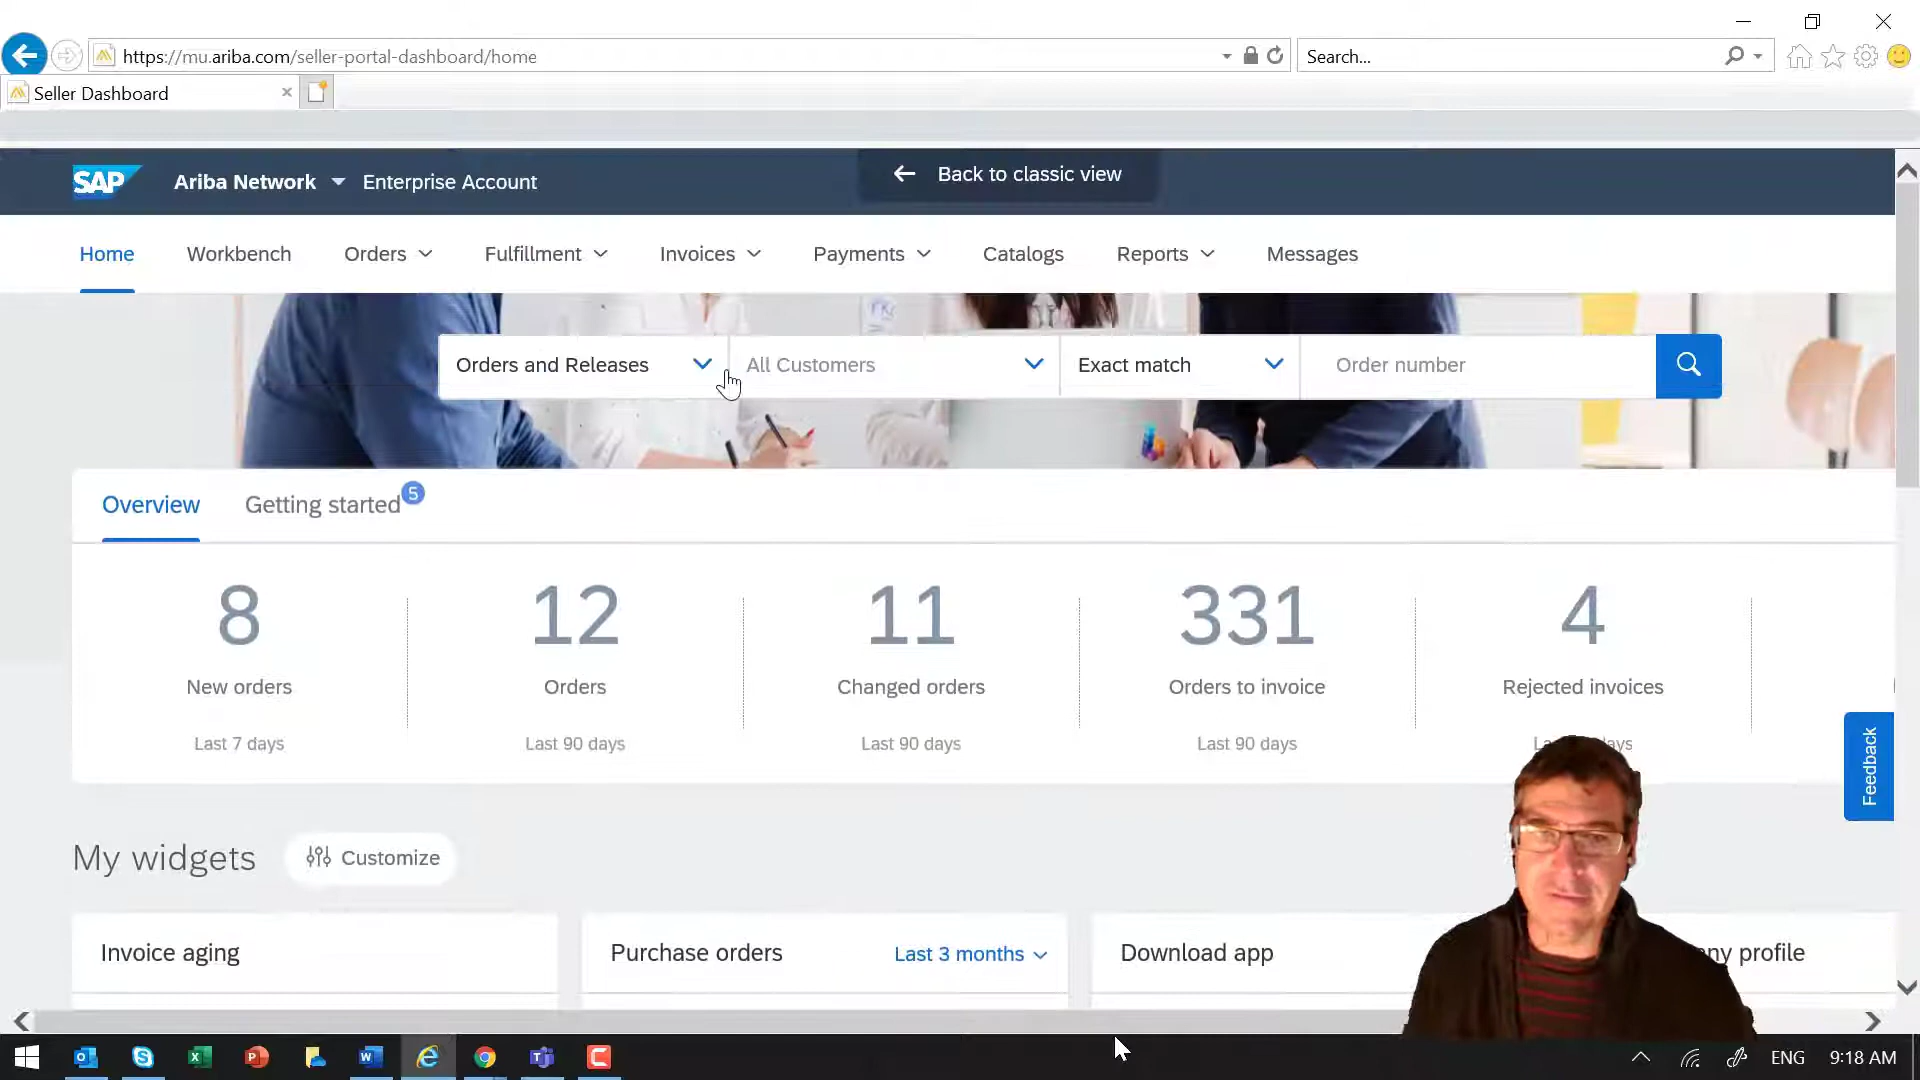 https://mu.ariba.com/seller-portal-dashboard/home
Search...
Seller Dashboard
SAP
Ariba Network
Enterprise Account
Back to classic view
Home
Workbench
Orders
Fulfillment
Invoices
Payments
Catalogs
Reports
Messages
Orders and Releases
All Customers
Exact match
Order number
Overview
Getting started
5
8
12
11
331
4
New orders
Orders
Changed orders
Orders to invoice
Rejected invoices
Last 7 days
Last 90 days
Last 90 days
Last 90 days
Feedback
My widgets
Customize
Invoice aging
Purchase orders
Last 3 months
Download app
profile
ENG
9:18 AM